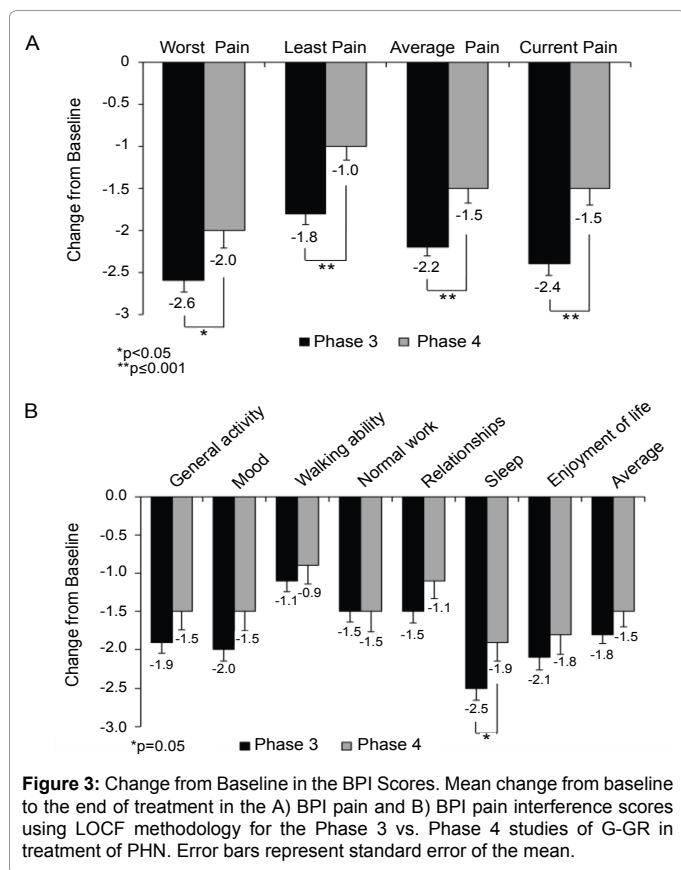 A
Worst Pain Least Pain Average Pain Current Pain
0
-0.5
-1
-1.5
-2
-2.5
-3
Change from Baseline
-2.6
-2.0
-1.8
-1.0
-2.2
-1.5
-2.4
-1.5
*
**
**
**
Phase 3 Phase 4
*p<0.05
**p≤0.001
B
General activity
Mood
Walking ability
Normal work
Relationships
Sleep
Enjoyment of life
Average
0.0
-0.5
-1.0
-1.5
-2.0
-2.5
-3.0
Change from Baseline
-1.9
-1.5
-2.0
-1.5
-1.1
-0.9
-1.5
-1.5
-1.5
-1.1
-2.5
-1.9
-2.1
-1.8
-1.8
-1.5
*
*p=0.05
Phase 3 Phase 4
Figure 3: Change from Baseline in the BPI Scores. Mean change from baseline
to the end of treatment in the A) BPI pain and B) BPI pain interference scores
using LOCF methodology for the Phase 3 vs. Phase 4 studies of G-GR in
treatment of PHN. Error bars represent standard error of the mean.